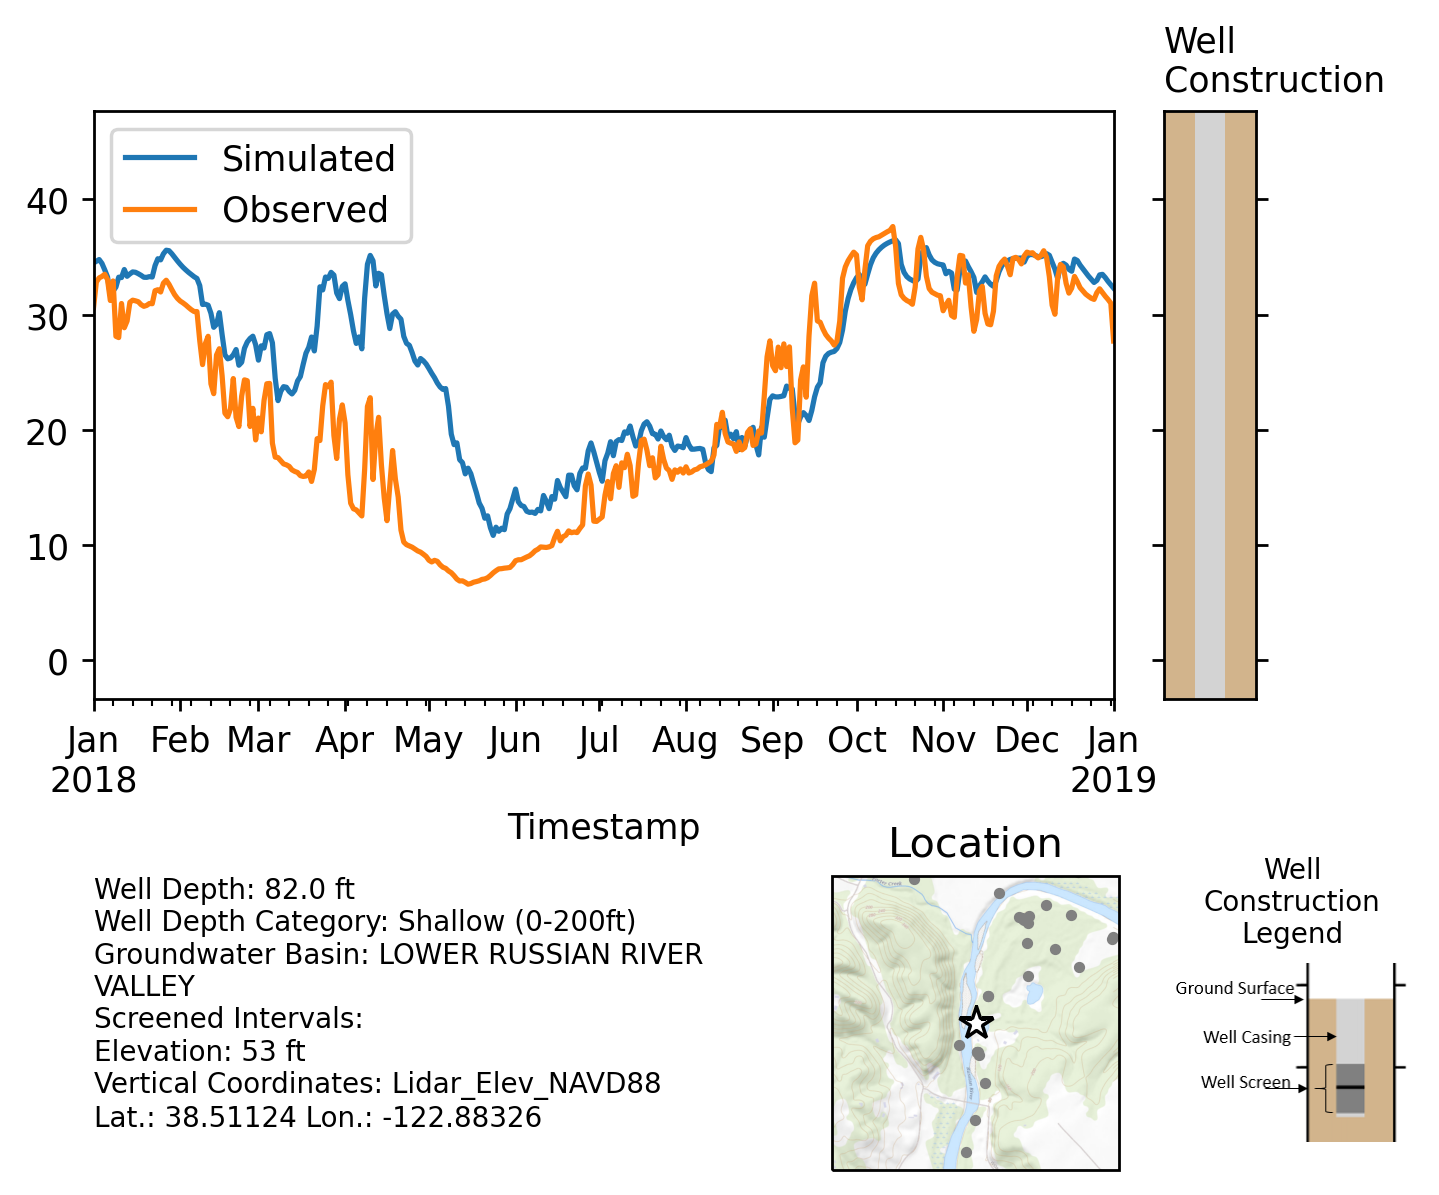 Well
Construction
Simulated
Observed
40
30
20
10
0
Jan
2018
Feb
Mar
Apr
May
Jun
Jul
Aug
Sep
Oct
Nov
Dec
Jan
2019
Timestamp
Well Depth: 82.0 ft
Well Depth Category: Shallow (0-200ft)
Groundwater Basin: LOWER RUSSIAN RIVER
VALLEY
Screened Intervals:
Elevation: 53 ft
Vertical Coordinates: Lidar_Elev_NAVD88
Lat.: 38.51124 Lon.: -122.88326
Location
Well
Construction
Legend
Ground Surface
Well Casing
Well Screen